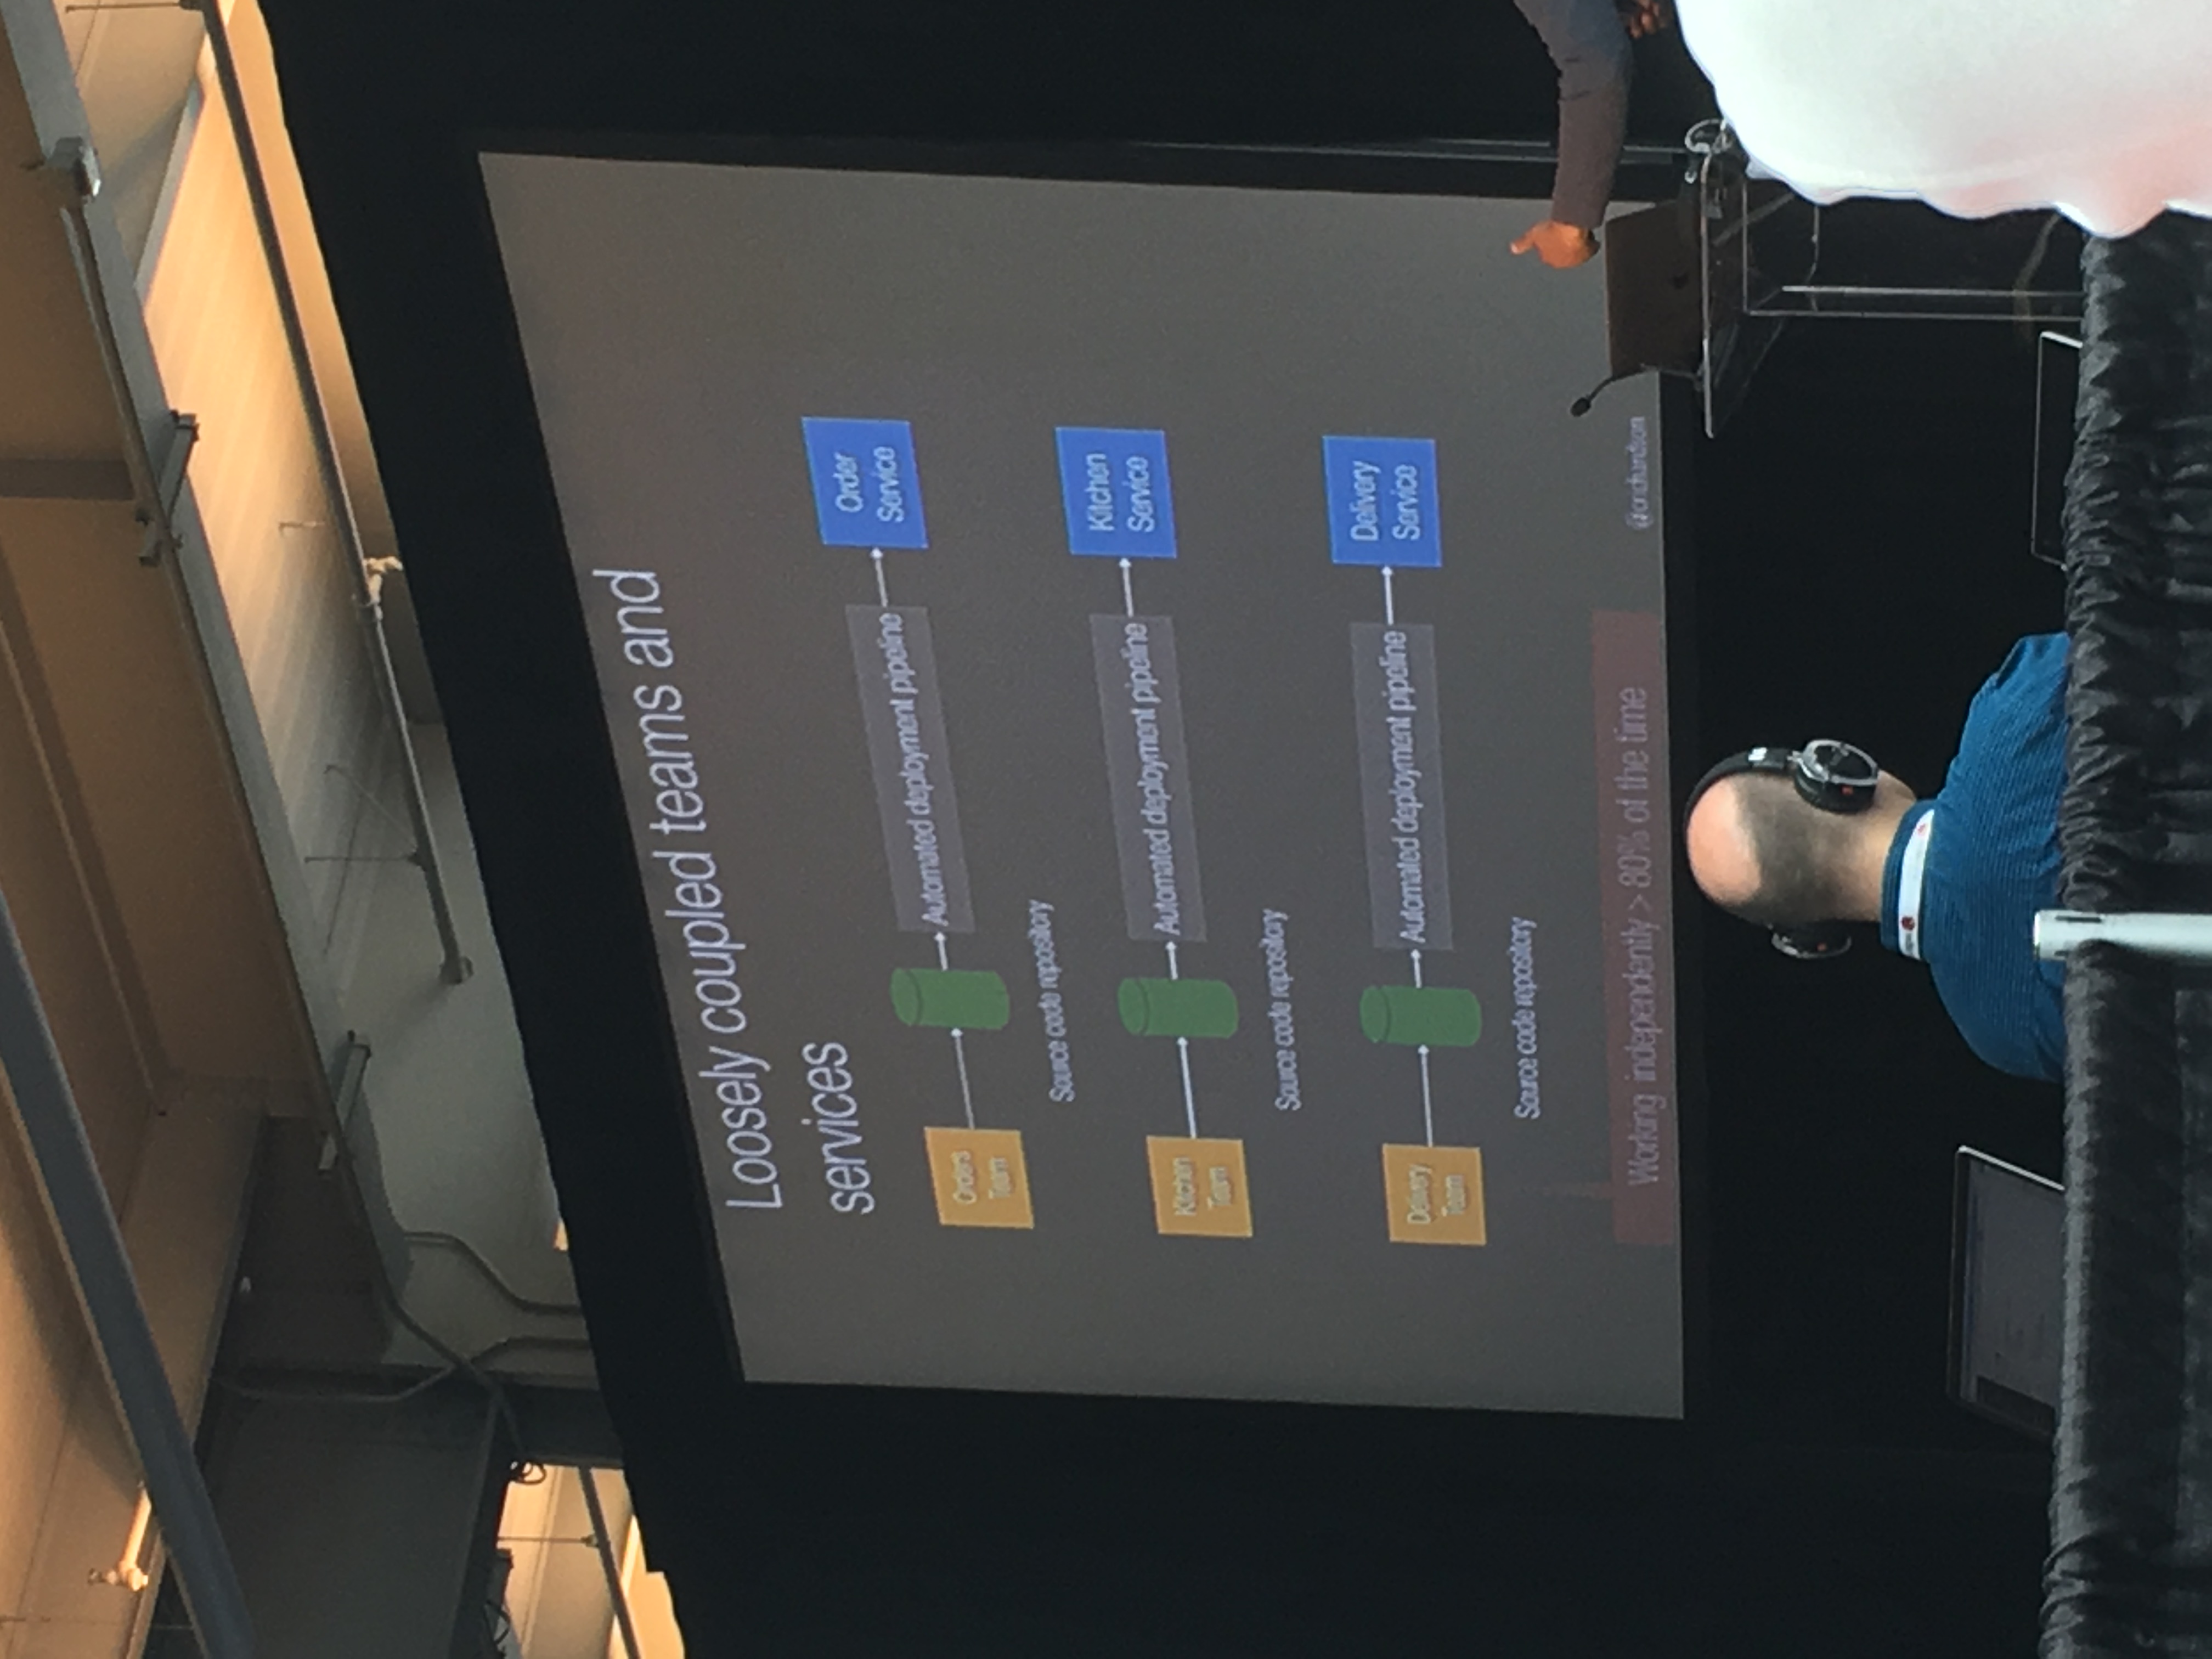 Loosely coupled teams and
services
Orders
Team
Automated deployment pipeline
Order
Service
Source code repository
Kitchen
Team
Automated deployment pipeline
Kitchen
Service
Source code repository
Delivery
Team
Automated deployment pipeline
Delivery
Service
Source code repository
Working independently > 80% of the time
@crichardson